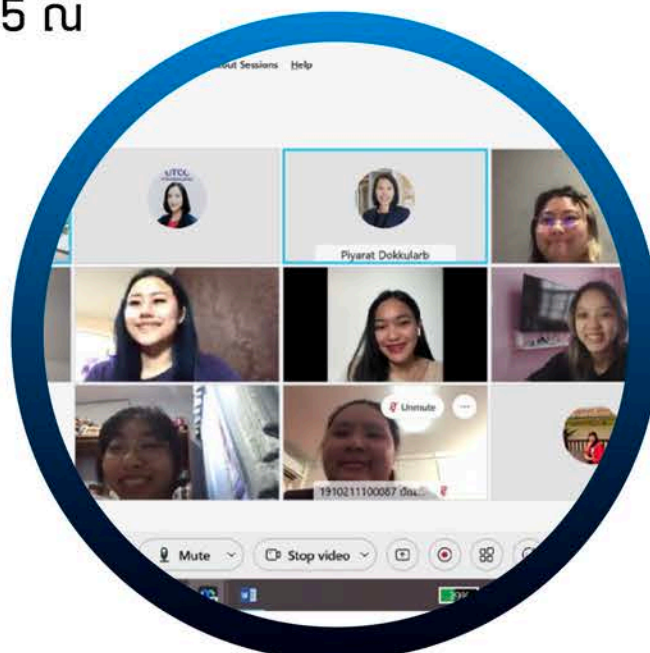 5 ณ
out Sessions Help
UTCC
Piyarat Dokkularb
Unmute
1910211100087
Mute Stop video